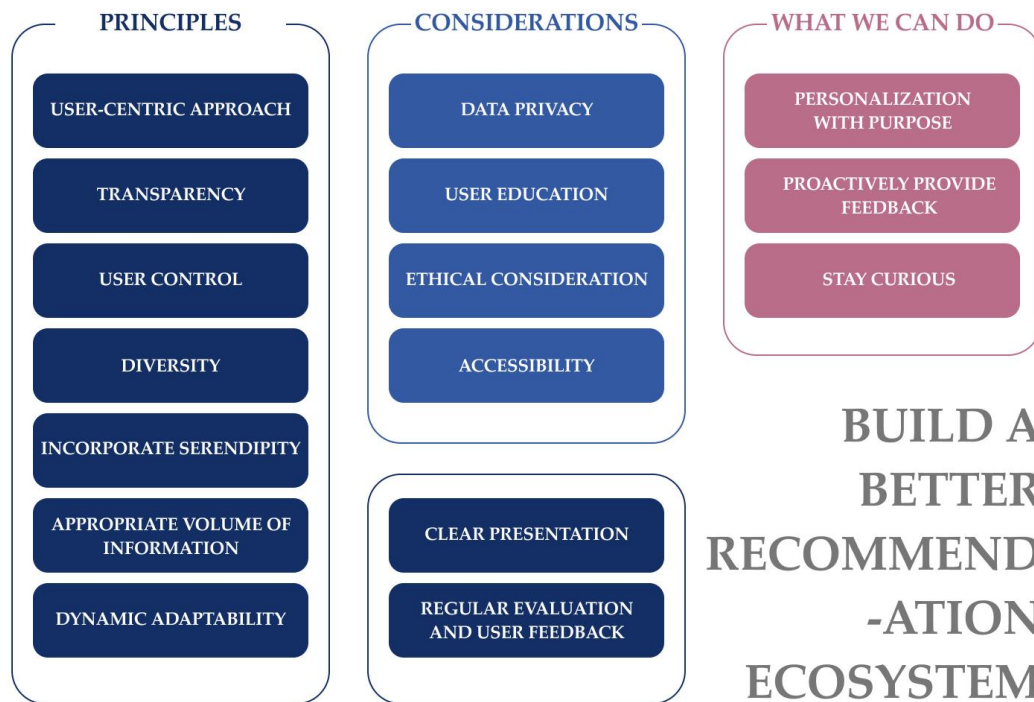 PRINCIPLES
USER-CENTRIC APPROACH
TRANSPARENCY
USER CONTROL
DIVERSITY
INCORPORATE SERENDIPITY
APPROPRIATE VOLUME OF
INFORMATION
DYNAMIC ADAPTABILITY
CONSIDERATIONS
DATA PRIVACY
USER EDUCATION
ETHICAL CONSIDERATION
ACCESSIBILITY
CLEAR PRESENTATION
REGULAR EVALUATION
AND USER FEEDBACK
WHAT WE CAN DO
PERSONALIZATION
WITH PURPOSE
PROACTIVELY PROVIDE
FEEDBACK
STAY CURIOUS
BUILD A
BETTER
RECOMMEND
-ATION
ECOSYSTEM